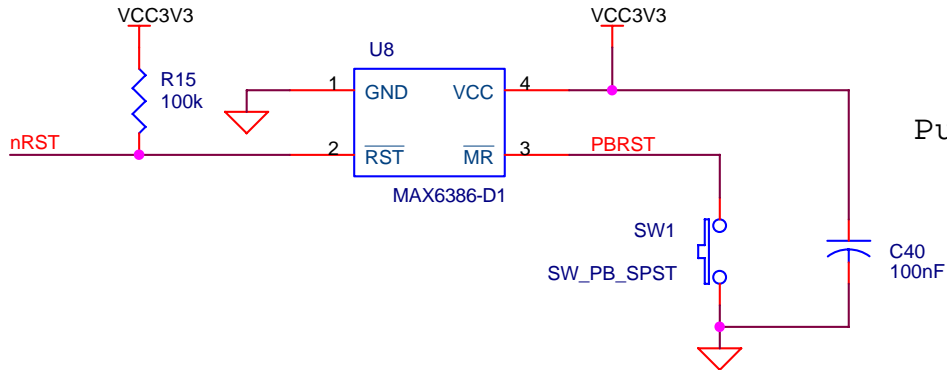 VCC3V3
VCC3V3
U8
R15
100k
1
GND
VCC
4
nRST
2
RST
MR
3
PBRST
Pu
MAX6386-D1
SW1
SW_PB_SPST
C40
100nF